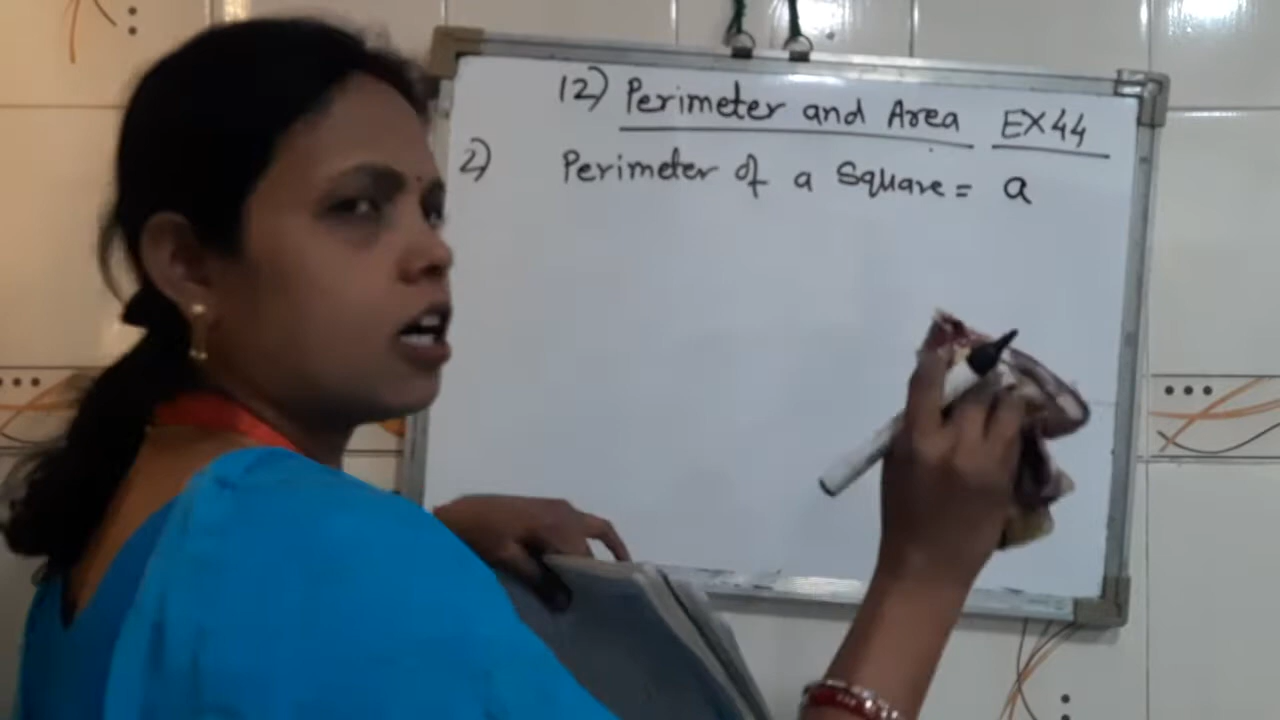 12) Perimeter and Area EX44
2) Perimeter of a Square = a